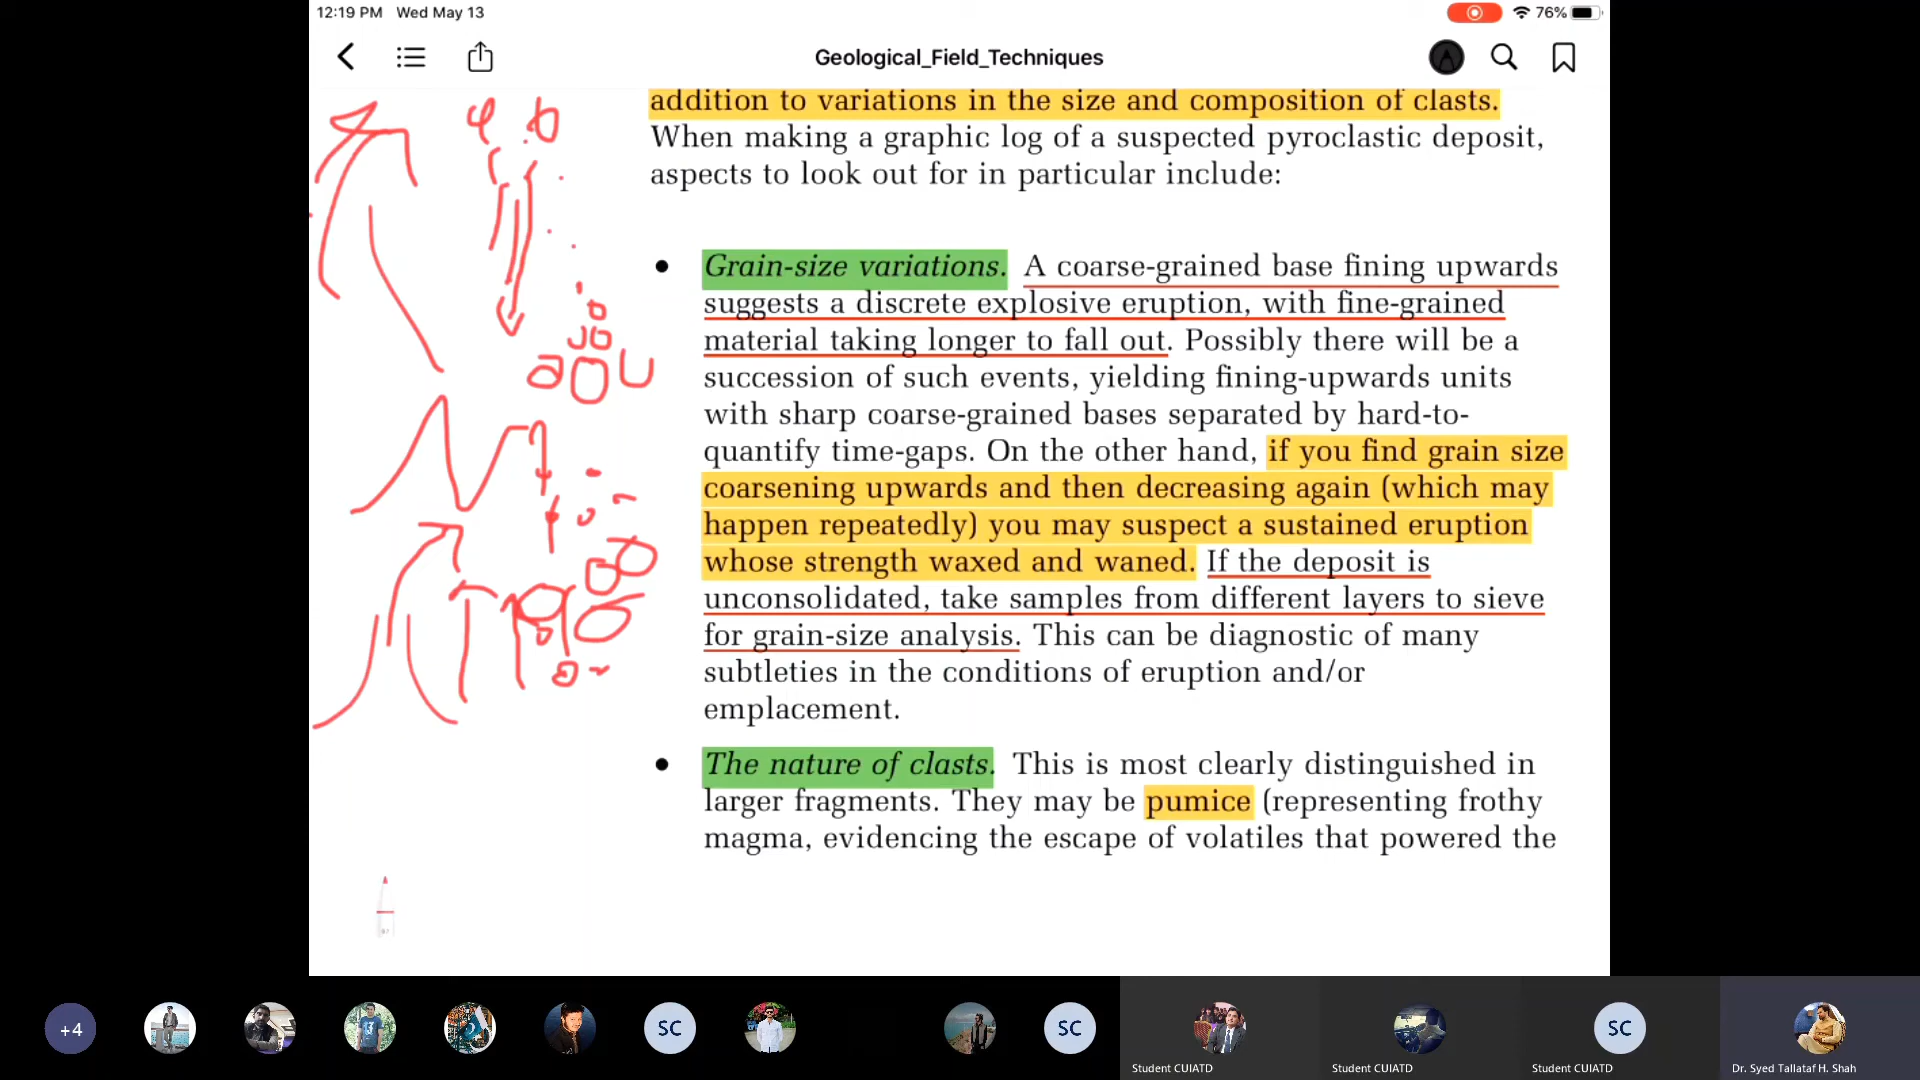 12:19 PM Wed May 13
76%
Geological_Field_Techniques
addition to variations in the size and composition of clasts.
When making a graphic log of a suspected pyroclastic deposit,
aspects to look out for in particular include:
• Grain-size variations. A coarse-grained base fining upwards
suggests a discrete explosive eruption, with fine-grained
material taking longer to fall out. Possibly there will be a
succession of such events, yielding fining-upwards units
with sharp coarse-grained bases separated by hard-to-
quantify time-gaps. On the other hand, if you find grain size
coarsening upwards and then decreasing again (which may
happen repeatedly) you may suspect a sustained eruption
whose strength waxed and waned. If the deposit is
unconsolidated, take samples from different layers to sieve
for grain-size analysis. This can be diagnostic of many
subtleties in the conditions of eruption and/or
emplacement.
• The nature of clasts. This is most clearly distinguished in
larger fragments. They may be pumice (representing frothy
magma, evidencing the escape of volatiles that powered the
+4
SC
SC
SC
Student CUIATD
Student CUIATD
Student CUIATD
Dr. Syed Tallataf H. Shah